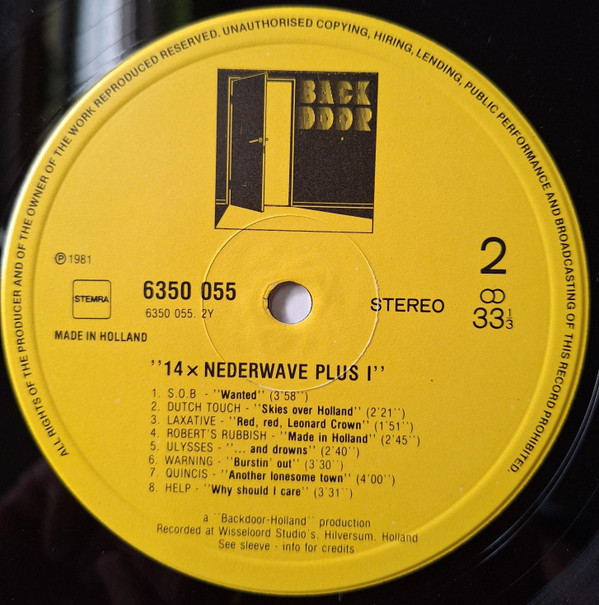 ALL RIGHTS OF THE PRODUCER AND OF THE OWNER OF THE WORK REPRODUCED RESERVED. UNAUTHORISED COPYING, HIRING, LENDING, PUBLIC PERFORMANCE AND BROADCASTING OF THIS RECORD PROHIBITED.
BACK
DOOR
℗ 1981
2
STEMRA
6350 055
6350 055. 2Y
STEREO
33 1/3
MADE IN HOLLAND
''14 x NEDERWAVE PLUS I''
1. S.O.B - ''Wanted'' (3'58'')
2. DUTCH TOUCH - ''Skies over Holland'' (2'21'')
3. LAXATIVE - ''Red, red, Leonard Crown'' (1'51'')
4. ROBERT'S RUBBISH - ''Made in Holland'' (2'45'')
5. ULYSSES - ''... and drowns'' (2'40'')
6. WARNING - ''Burstin' out'' (3'30'')
7. QUINCIS - ''Another lonesome town'' (4'00'')
8. HELP - ''Why should I care'' (3'31'')
a ''Backdoor-Holland'' production
Recorded at Wisseloord Studio's, Hilversum, Holland
See sleeve - info for credits